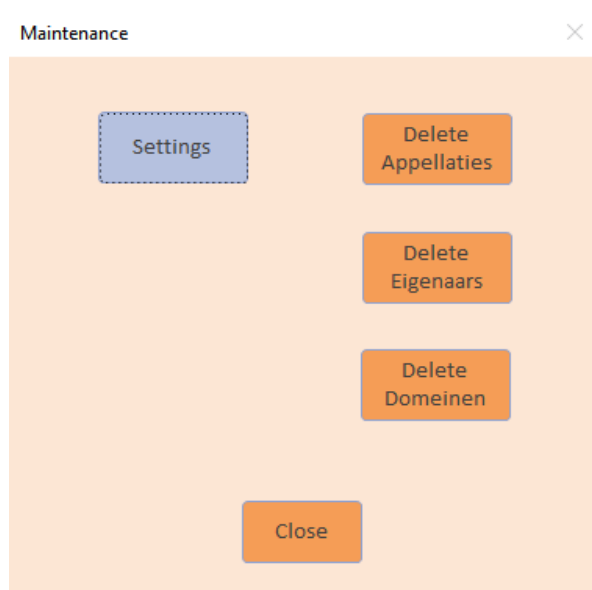 Maintenance
Settings
Delete
Appellaties
Delete
Eigenaars
Delete
Domeinen
Close